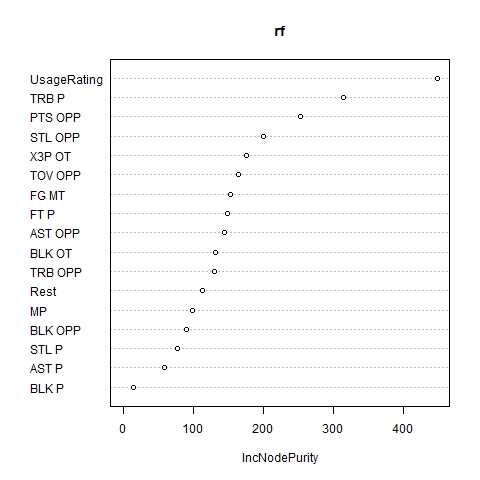 rf
UsageRating
TRB P
PTS OPP
STL OPP
X3P OT
TOV OPP
FG MT
FT P
AST OPP
BLK OT
TRB OPP
Rest
MP
BLK OPP
STL P
AST P
BLK P
0 100 200 300 400
IncNodePurity